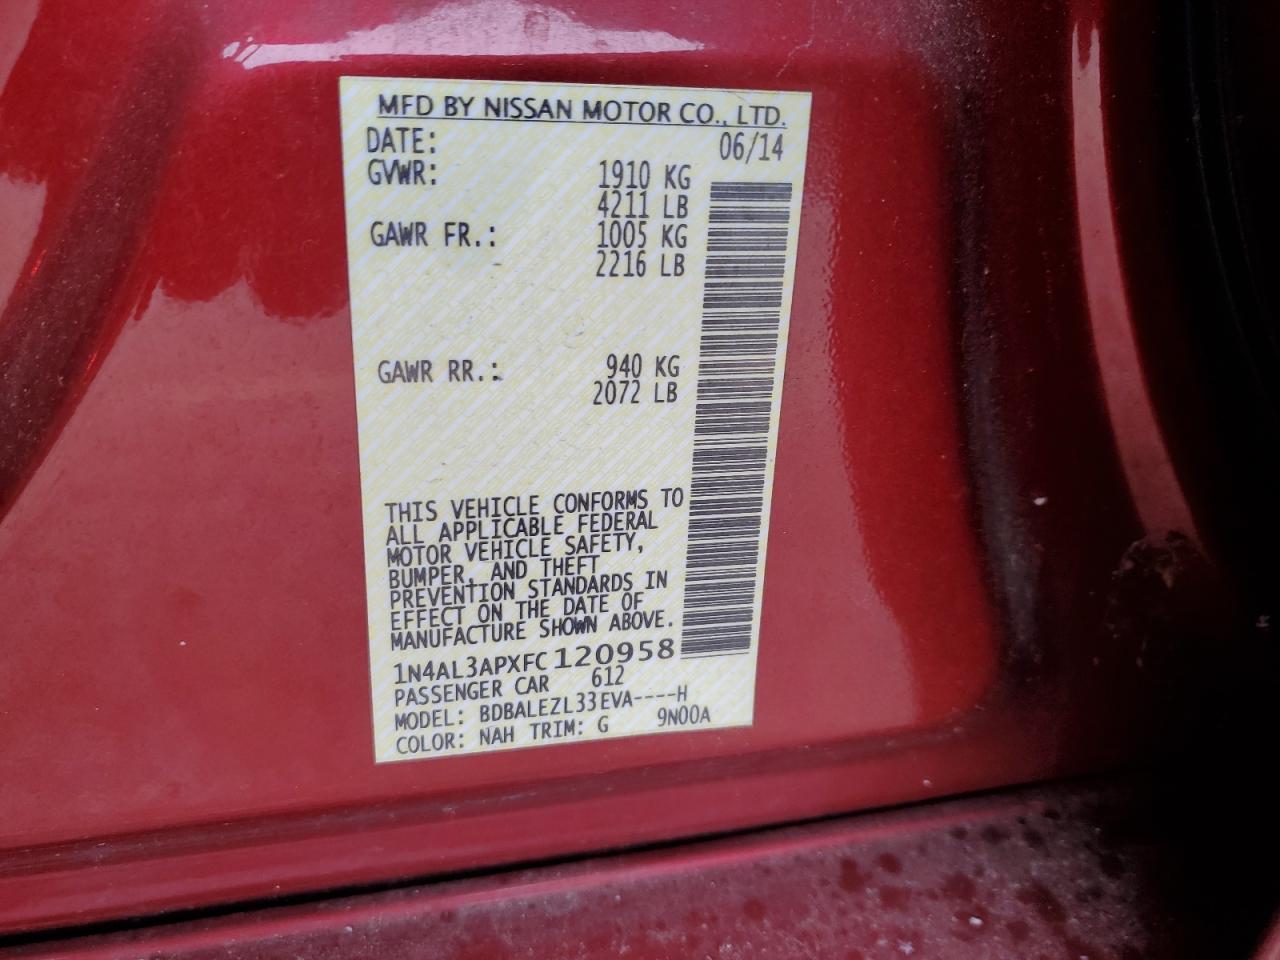 MFD BY NISSAN MOTOR CO., LTD.
DATE: 06/14
GVWR: 1910 KG
4211 LB
GAWR FR.: 1005 KG
2216 LB
GAWR RR.: 940 KG
2072 LB
THIS VEHICLE CONFORMS TO
ALL APPLICABLE FEDERAL
MOTOR VEHICLE SAFETY,
BUMPER, AND THEFT
PREVENTION STANDARDS IN
EFFECT ON THE DATE OF
MANUFACTURE SHOWN ABOVE.
1N4AL3APXFC120958
PASSENGER CAR 612
MODEL: BDBALEZL33EVA----H
COLOR: NAH TRIM: G 9N00A